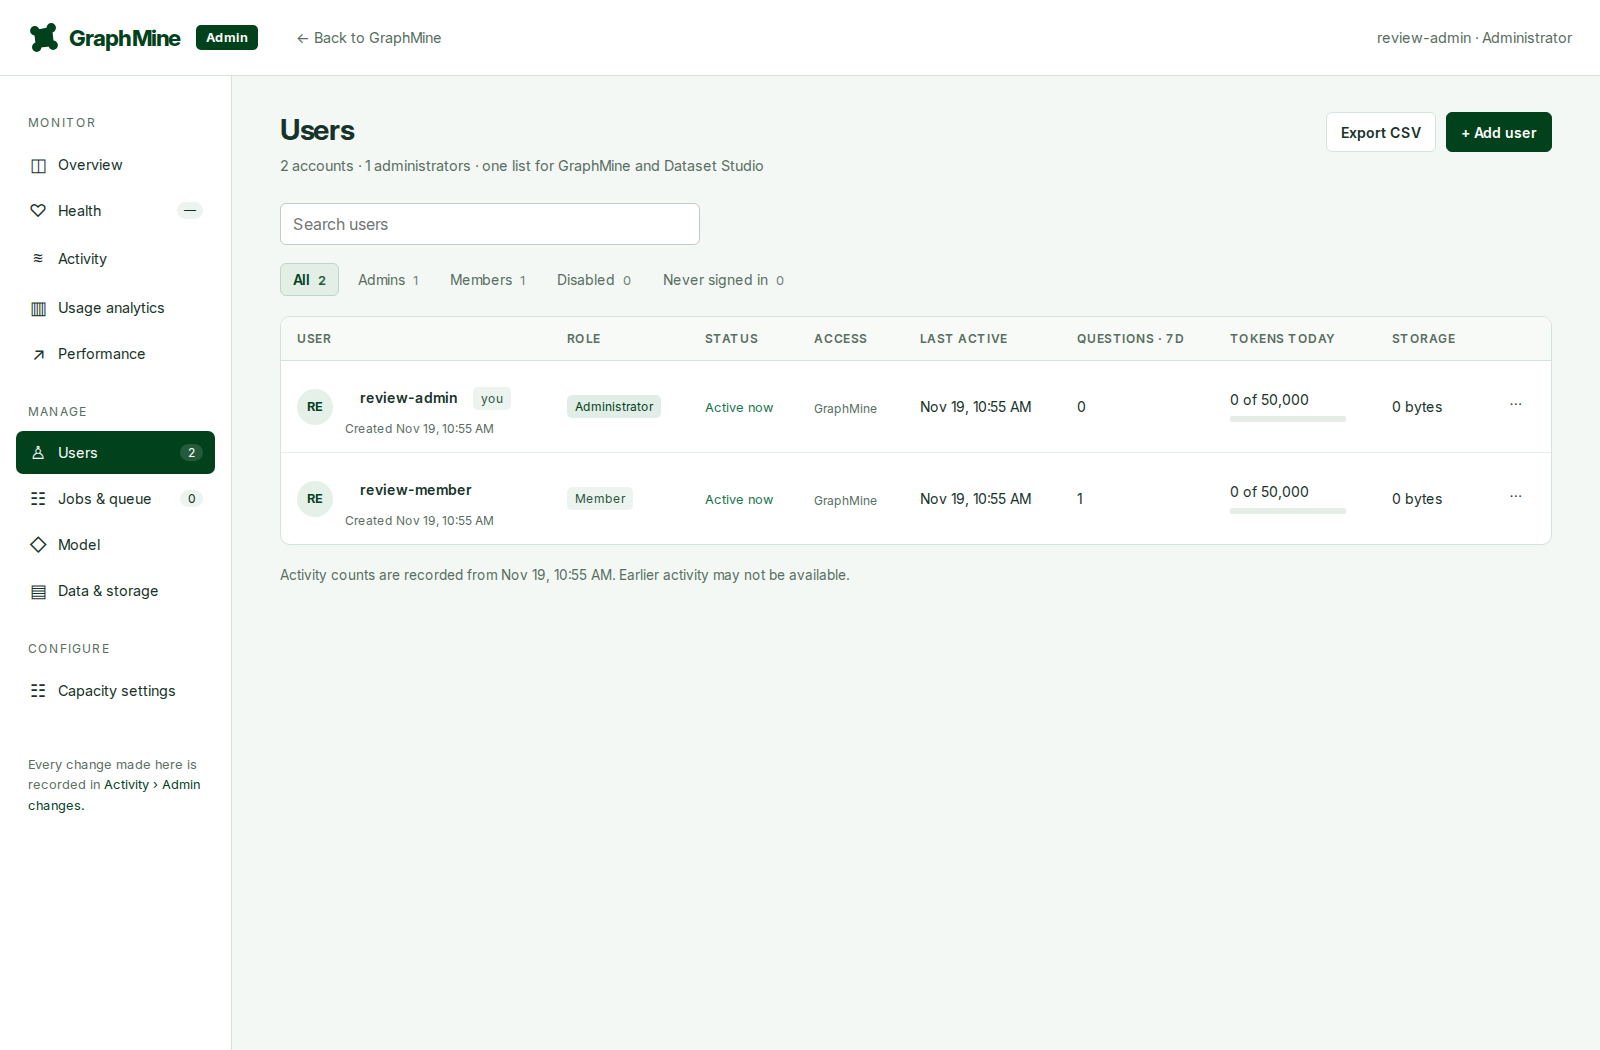 GraphMine Admin ← Back to GraphMine review-admin · Administrator
MONITOR
Overview
Health —
Activity
Usage analytics
Performance
MANAGE
Users 2
Jobs & queue 0
Model
Data & storage
CONFIGURE
Capacity settings
Every change made here is
recorded in Activity › Admin
changes.
Users
2 accounts · 1 administrators · one list for GraphMine and Dataset Studio
Export CSV + Add user
Search users
All 2 Admins 1 Members 1 Disabled 0 Never signed in 0
USER ROLE STATUS ACCESS LAST ACTIVE QUESTIONS · 7D TOKENS TODAY STORAGE
RE review-admin you Administrator Active now GraphMine Nov 19, 10:55 AM 0 0 of 50,000 0 bytes ...
Created Nov 19, 10:55 AM
RE review-member Member Active now GraphMine Nov 19, 10:55 AM 1 0 of 50,000 0 bytes ...
Created Nov 19, 10:55 AM
Activity counts are recorded from Nov 19, 10:55 AM. Earlier activity may not be available.